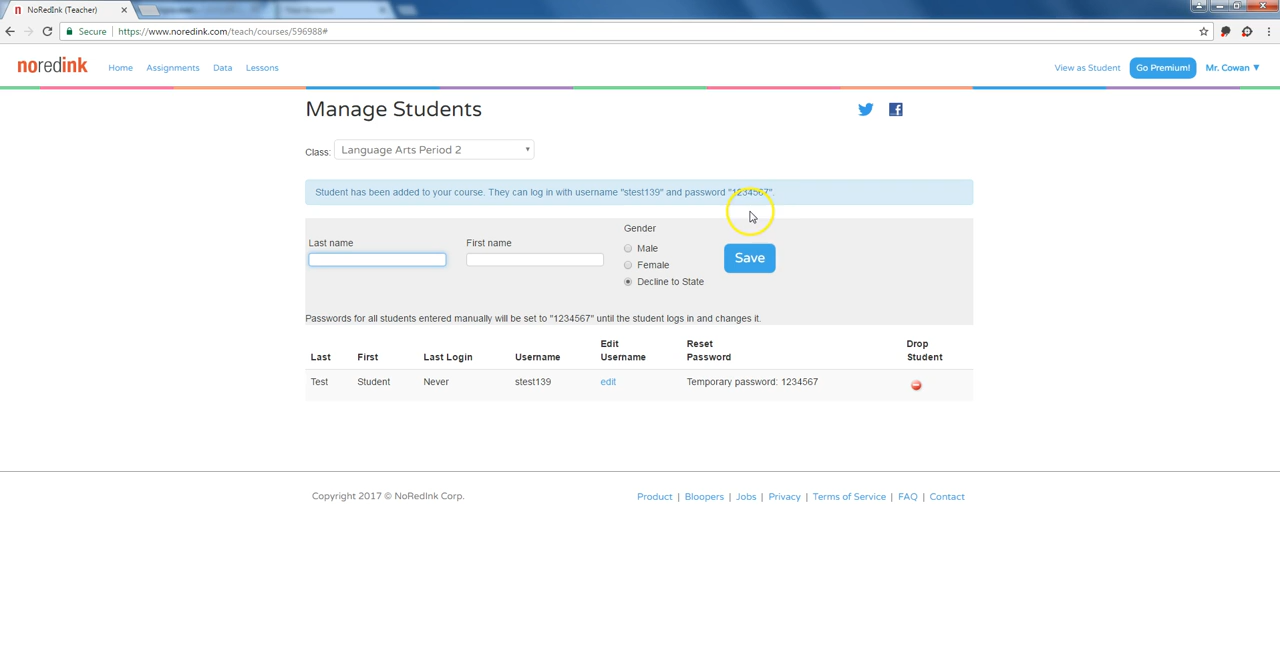 NoRedInk (Teacher)
Secure https://www.noredink.com/teach/courses/596988#
noredink Home Assignments Data Lessons View as Student Go Premium! Mr. Cowan ▼
Manage Students
Class: Language Arts Period 2
Student has been added to your course. They can log in with username "stest139" and password "1234567".
Gender
Last name First name Male
Save
Female
Decline to State
Passwords for all students entered manually will be set to "1234567" until the student logs in and changes it.
Last First Last Login Username Edit Username Reset Password Drop Student
Test Student Never stest139 edit Temporary password: 1234567
Copyright 2017 © NoRedInk Corp. Product | Bloopers | Jobs | Privacy | Terms of Service | FAQ | Contact